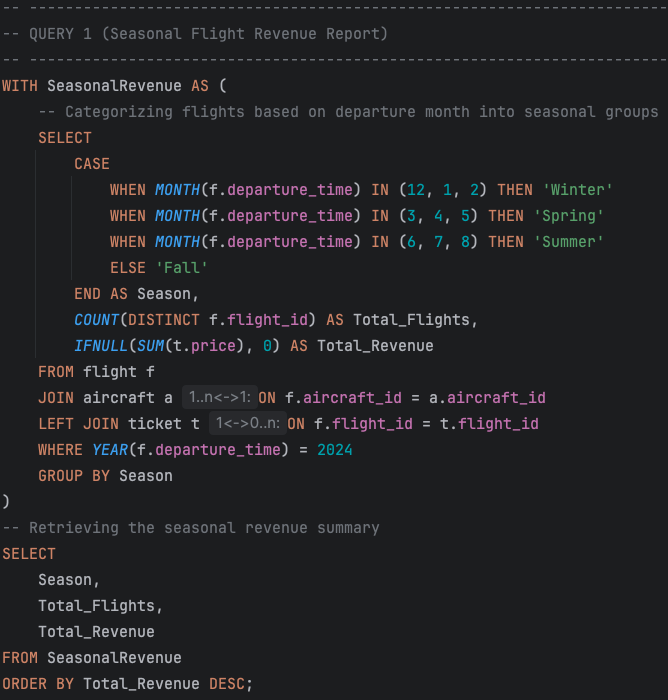 -- -----------------------------------------------------------------------
-- QUERY 1 (Seasonal Flight Revenue Report)
-- -----------------------------------------------------------------------
WITH SeasonalRevenue AS (
    -- Categorizing flights based on departure month into seasonal groups
    SELECT
        CASE
            WHEN MONTH(f.departure_time) IN (12, 1, 2) THEN 'Winter'
            WHEN MONTH(f.departure_time) IN (3, 4, 5) THEN 'Spring'
            WHEN MONTH(f.departure_time) IN (6, 7, 8) THEN 'Summer'
            ELSE 'Fall'
        END AS Season,
        COUNT(DISTINCT f.flight_id) AS Total_Flights,
        IFNULL(SUM(t.price), 0) AS Total_Revenue
    FROM flight f
    JOIN aircraft a 1..n<->1: ON f.aircraft_id = a.aircraft_id
    LEFT JOIN ticket t 1<->0..n: ON f.flight_id = t.flight_id
    WHERE YEAR(f.departure_time) = 2024
    GROUP BY Season
)
-- Retrieving the seasonal revenue summary
SELECT
    Season,
    Total_Flights,
    Total_Revenue
FROM SeasonalRevenue
ORDER BY Total_Revenue DESC;